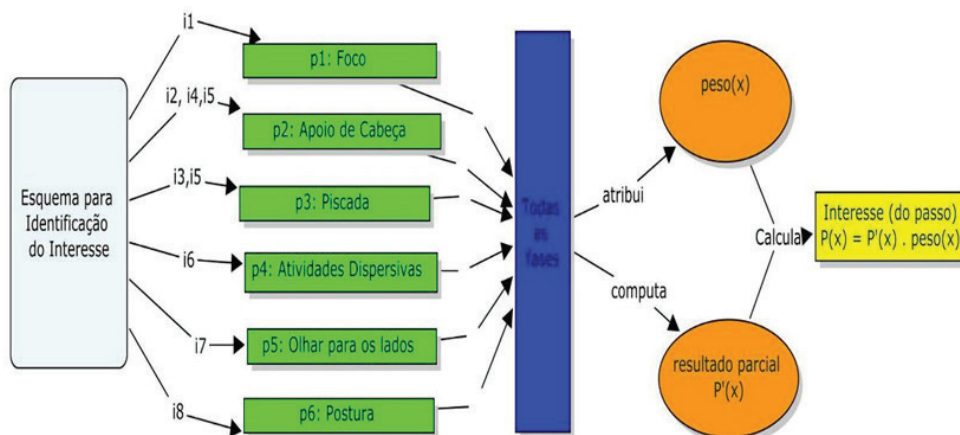 Esquema para
Identificação
do Interesse
i1
i2, i4,i5
i3,i5
i6
i7
i8
p1: Foco
p2: Apoio de Cabeça
p3: Piscada
p4: Atividades Dispersivas
p5: Olhar para os lados
p6: Postura
Todas
as
fases
atribui
computa
peso(x)
resultado parcial
P'(x)
Calcula
Interesse (do passo)
P(x) = P'(x) . peso(x)